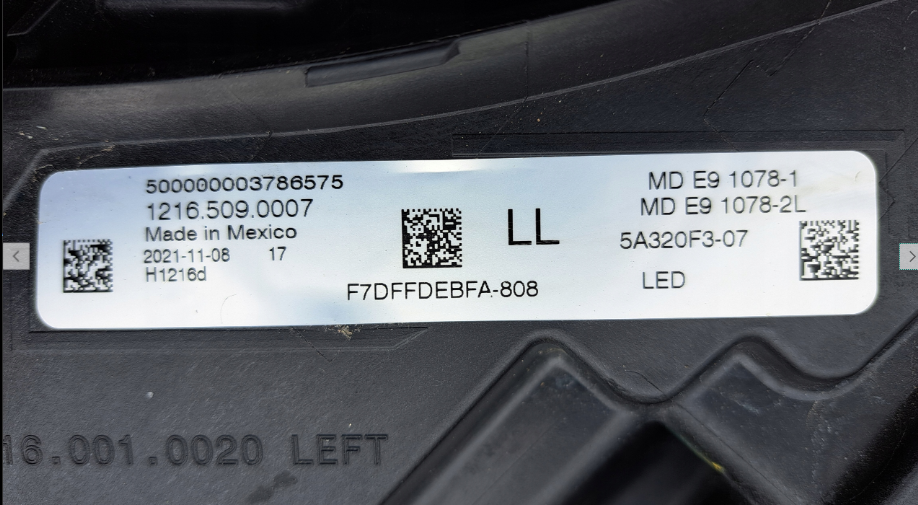 500000003786575
1216.509.0007
Made in Mexico
2021-11-08 17
H1216d
F7DFFDEBFA-808
LL
MD E9 1078-1
MD E9 1078-2L
5A320F3-07
LED
16.001.0020 LEFT